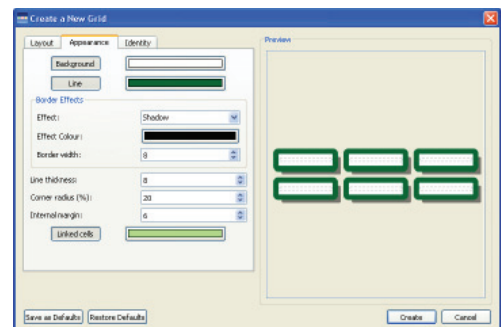 Create a New Grid
Layout Appearance Identity
Preview
Background
Line
Border Effects
Effect: Shadow
Effect Colour:
Border width: 8
Line thickness: 8
Corner radius (%): 20
Internal margin: 6
Linked cells
Save as Defaults Restore Defaults Create Cancel